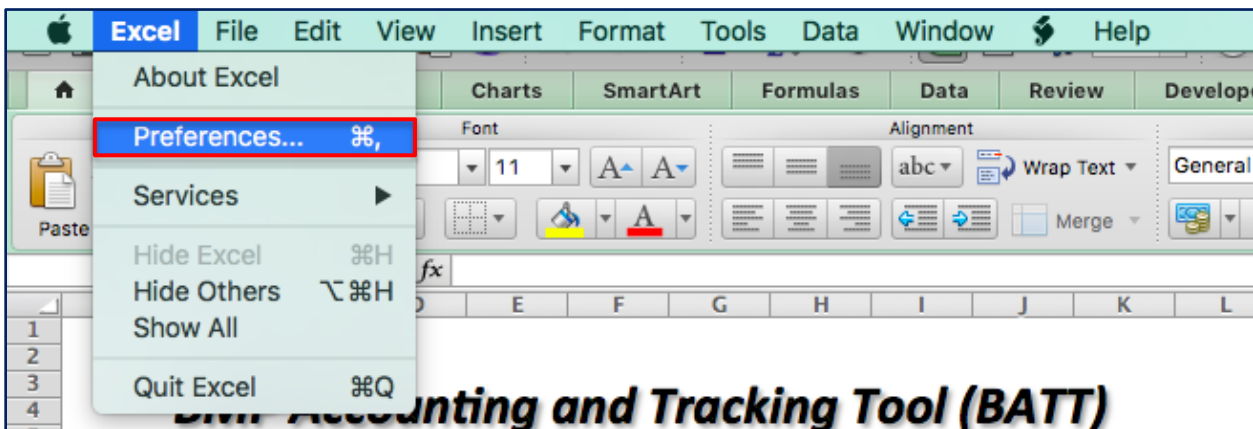 Excel File Edit View Insert Format Tools Data Window Help
About Excel
Preferences... ⌘,
Services
Hide Excel ⌘H
Hide Others ⌥⌘H
Show All
Quit Excel ⌘Q
Charts SmartArt Formulas Data Review Develope
Font Alignment
11 A A abc Wrap Text General
Paste A Merge
fx
E F G H I J K L
1
2
3
4
Accounting and Tracking Tool (BATT)